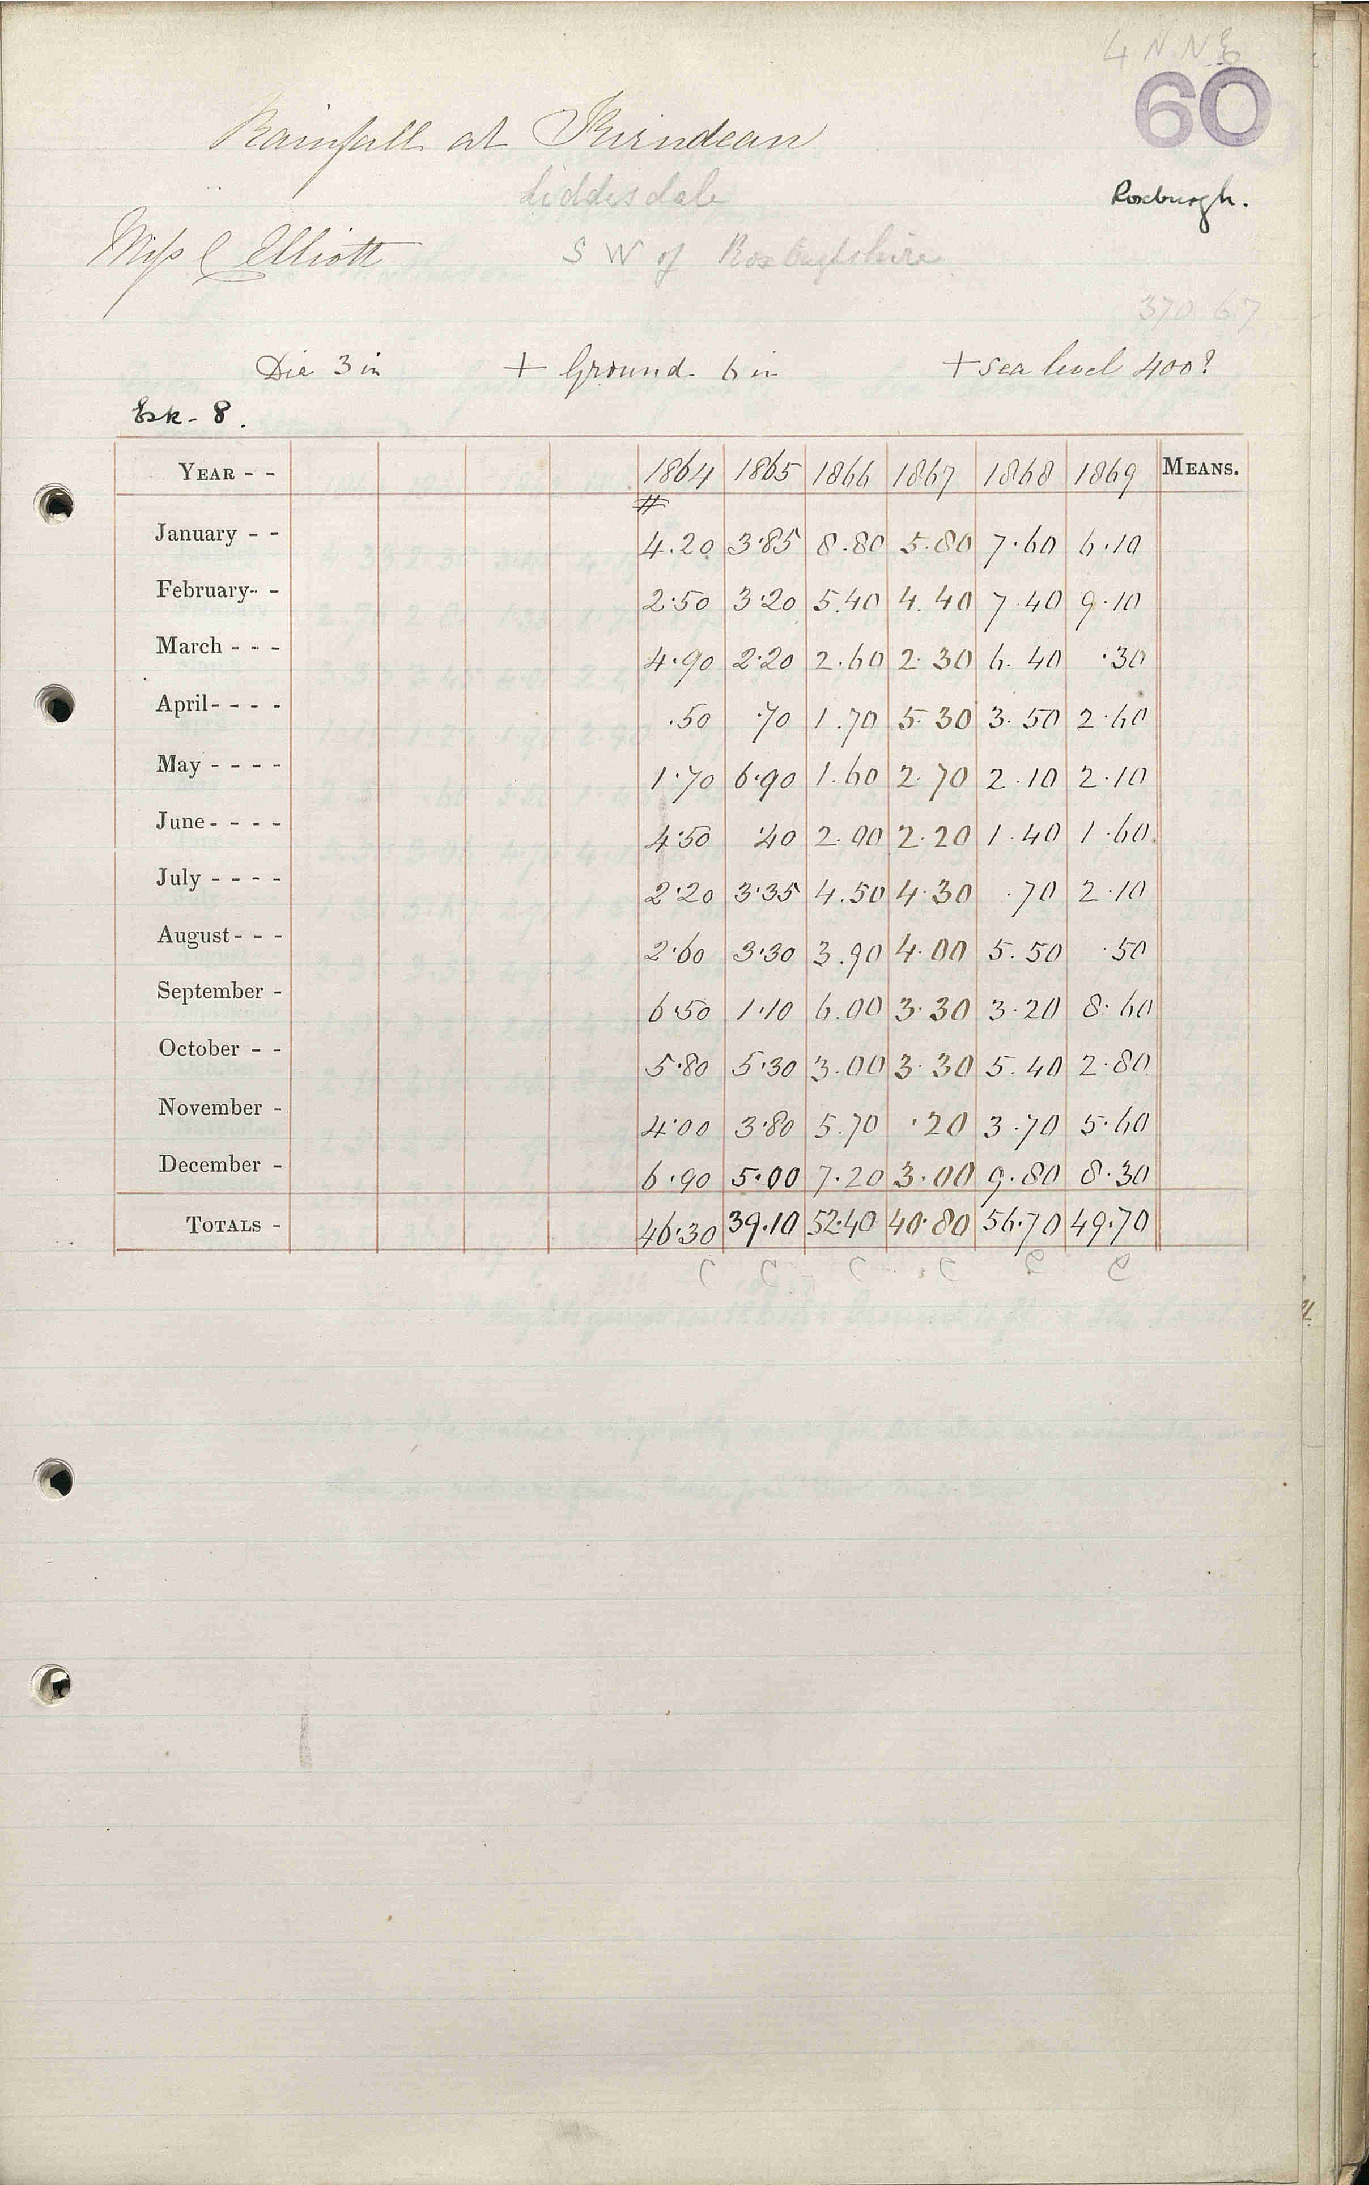 4 N N E
60
Rainfall at Kirndean
Liddesdale
Roxburgh.
Miss C Elliott
S W of Roxburghshire
370 617
Dia 3 in + Ground 6 in + sea level 400?
Esk - 8.
YEAR - - 1864 1865 1866 1867 1868 1869 MEANS.
#
January - - 4.20 3.85 8.80 5.80 7.60 6.10
February - - 2.50 3.20 5.40 4.40 7.40 9.10
March - - - 4.90 2.20 2.60 2.30 6.40 .30
April - - - - .50 .70 1.70 5.30 3.50 2.60
May - - - - 1.70 6.90 1.60 2.70 2.10 2.10
June - - - - 4.50 .40 2.00 2.20 1.40 1.60
July - - - - 2.20 3.35 4.50 4.30 .70 2.10
August - - - 2.60 3.30 3.90 4.00 5.50 .50
September - 6.50 1.10 6.00 3.30 3.20 8.60
October - - 5.80 5.30 3.00 3.30 5.40 2.80
November - 4.00 3.80 5.70 .20 3.70 5.60
December - 6.90 5.00 7.20 3.00 9.80 8.30
TOTALS - 46.30 39.10 52.40 40.80 56.70 49.70
C C C C C C